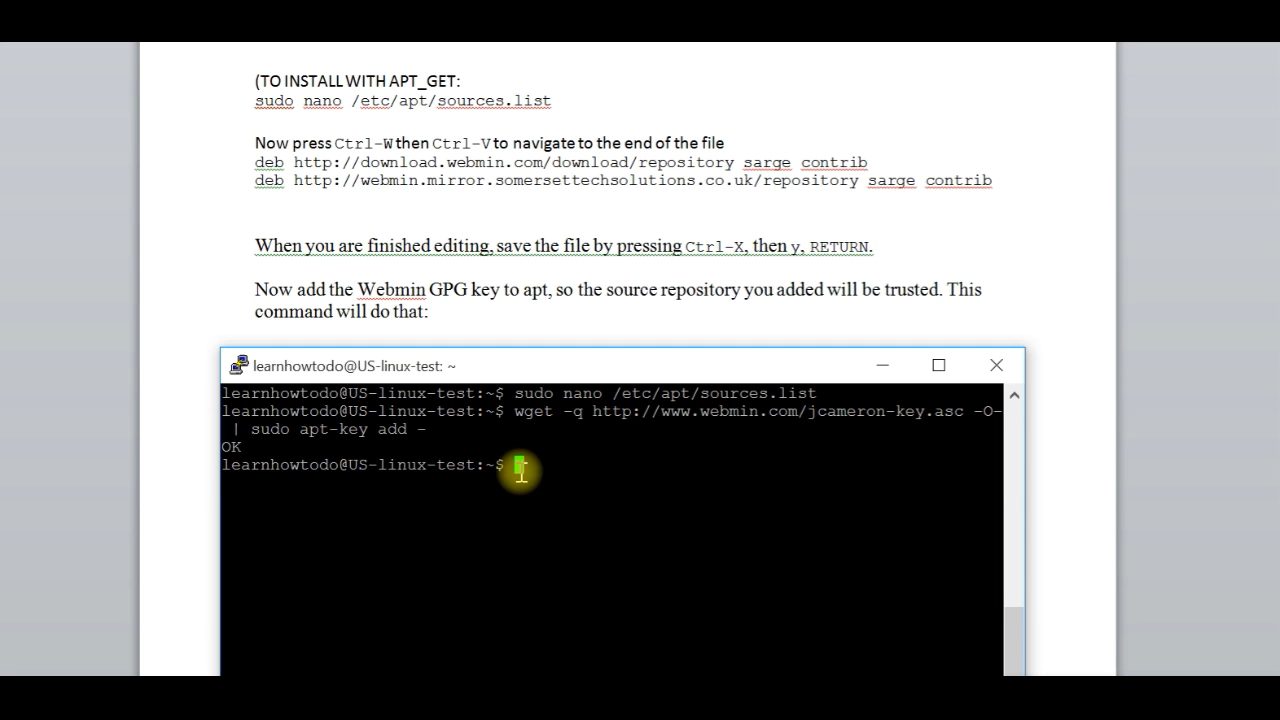 (TO INSTALL WITH APT_GET:
sudo nano /etc/apt/sources.list
Now press Ctrl-W then Ctrl-V to navigate to the end of the file
deb http://download.webmin.com/download/repository sarge contrib
deb http://webmin.mirror.somersettechsolutions.co.uk/repository sarge contrib
When you are finished editing, save the file by pressing Ctrl-X, then y, RETURN.
Now add the Webmin GPG key to apt, so the source repository you added will be trusted. This
command will do that:
learnhowtodo@US-linux-test: ~
learnhowtodo@US-linux-test:~$ sudo nano /etc/apt/sources.list
learnhowtodo@US-linux-test:~$ wget -q http://www.webmin.com/jcameron-key.asc -O-
| sudo apt-key add -
OK
learnhowtodo@US-linux-test:~$